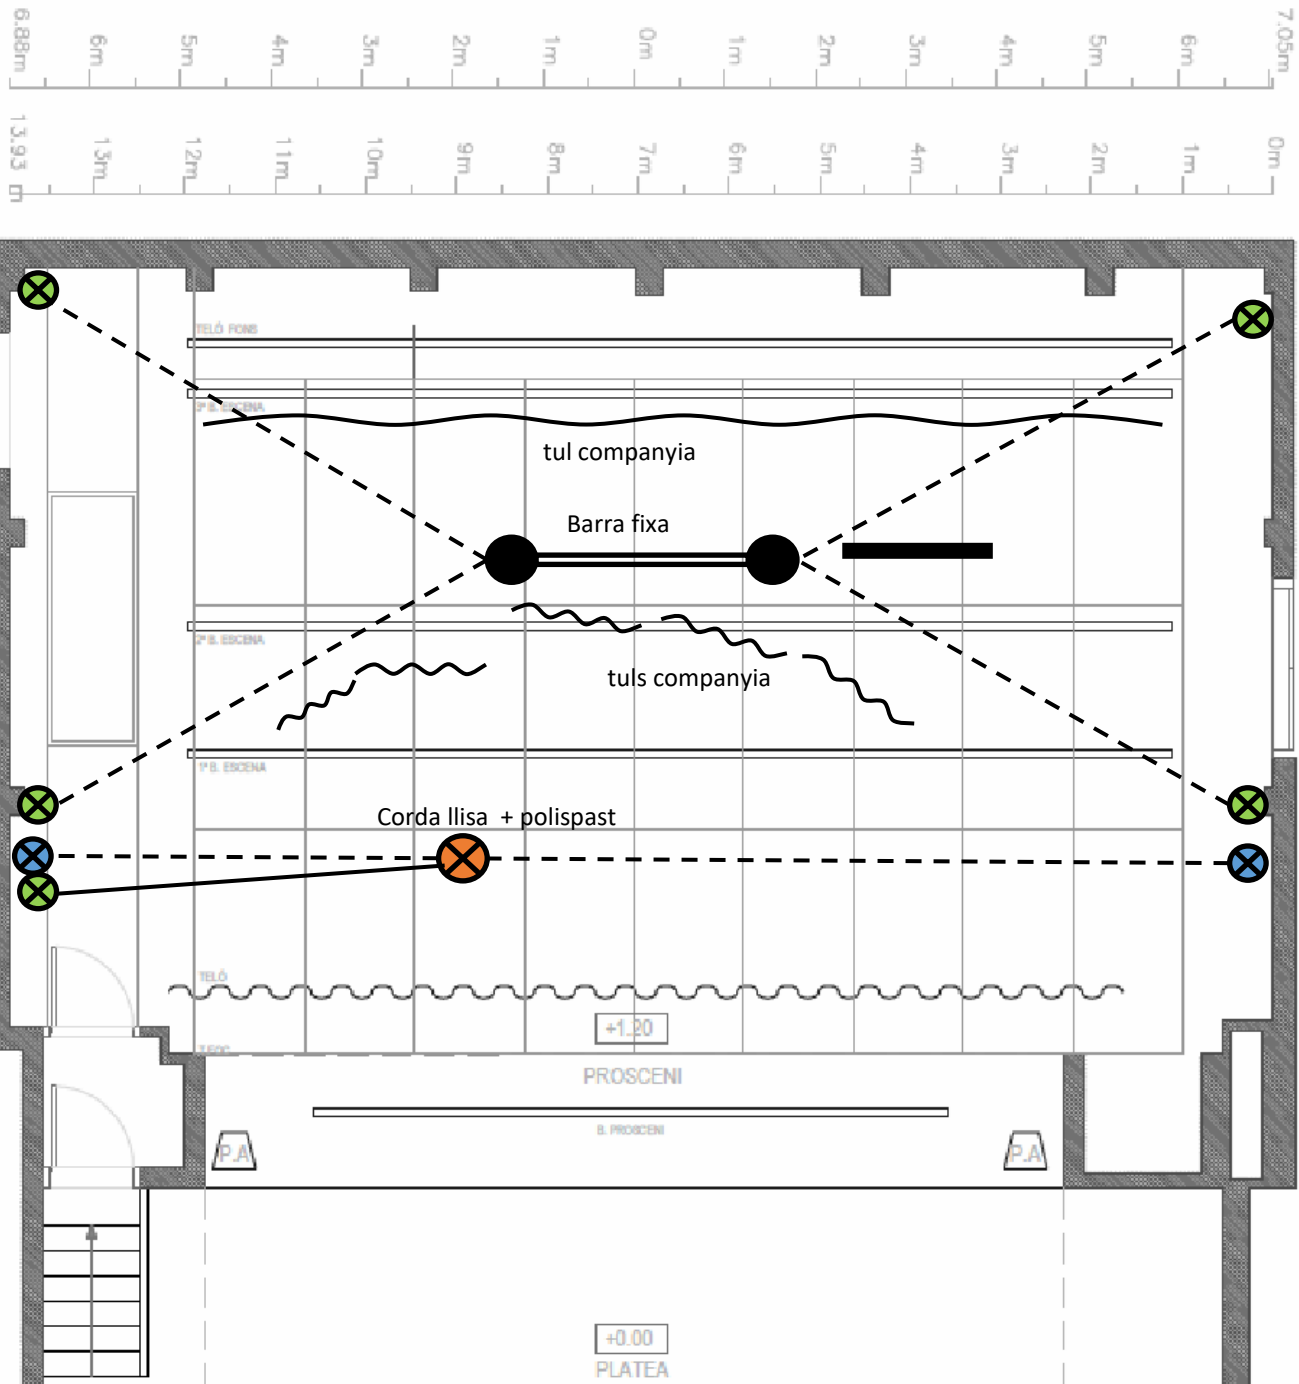 6.88m 6m 5m 4m 3m 2m 1m 0m 1m 2m 3m 4m 5m 6m 7.05m
13.93 m 13m 12m 11m 10m 9m 8m 7m 6m 5m 4m 3m 2m 1m 0m
TELÓ FONS
3ª B. ESCENA
tul companyia
Barra fixa
2ª B. ESCENA
tuls companyia
1ª B. ESCENA
Corda llisa + polispast
TELÓ
+1.20
PROSCENI
B. PROSCENI
P.A
P.A
+0.00
PLATEA